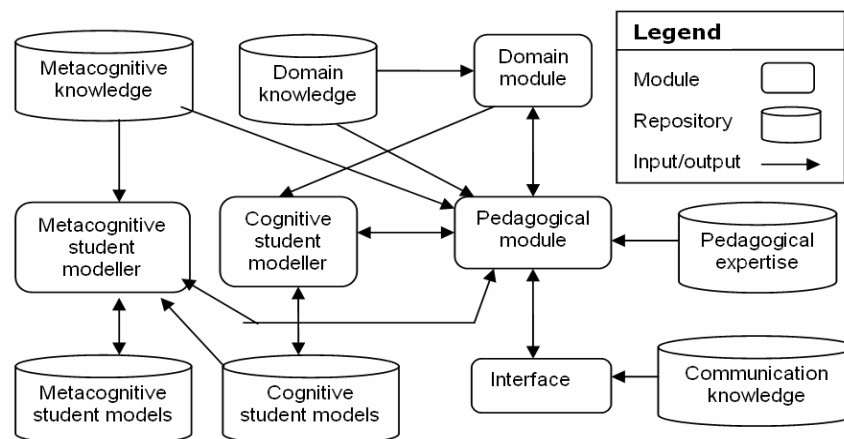 Metacognitive
knowledge
Domain
knowledge
Domain
module
Legend
Module
Repository
Input/output
Metacognitive
student
modeller
Cognitive
student
modeller
Pedagogical
module
Pedagogical
expertise
Metacognitive
student models
Cognitive
student models
Interface
Communication
knowledge